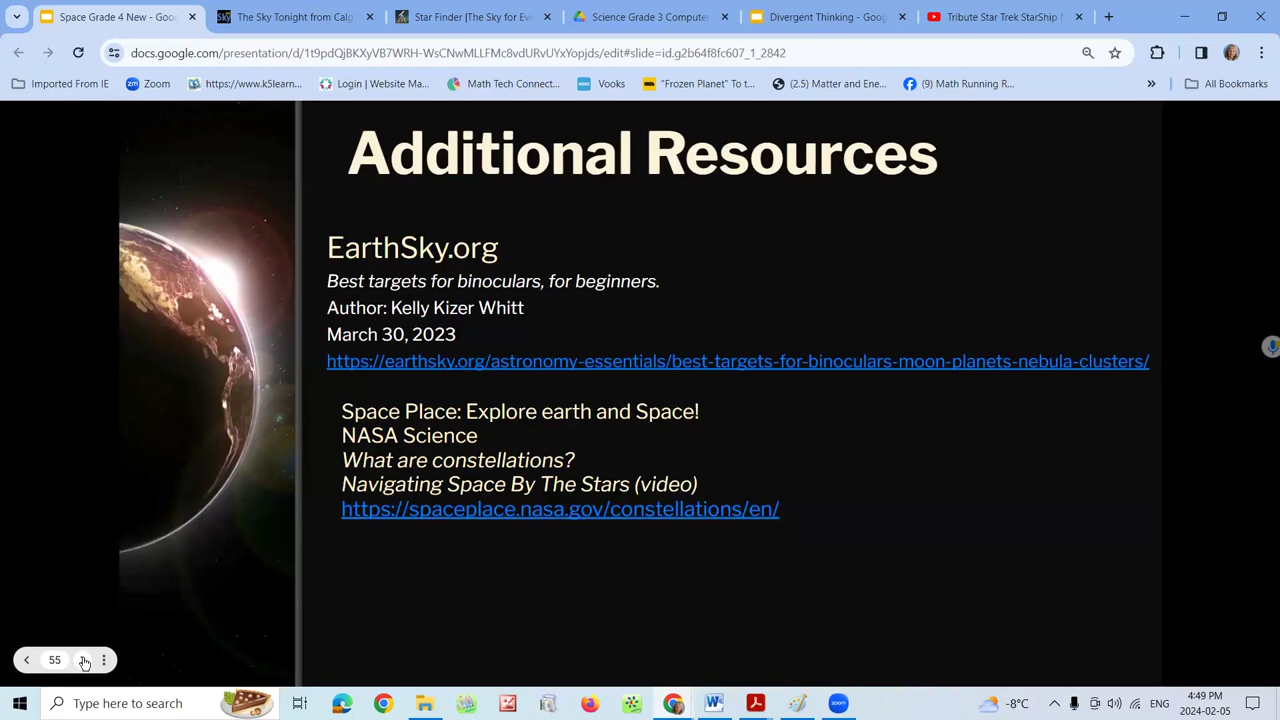 Space Grade 4 New - Goo
The Sky Tonight from Calg
Star Finder |The Sky for Eve
Science Grade 3 Computer
Divergent Thinking - Goog
Tribute Star Trek StarShip f
docs.google.com/presentation/d/1t9pdQjBKXyVB7WRH-WsCNwMLLFMc8vdURvUYxYopjds/edit#slide=id.g2b64f8fc607_1_2842
Imported From IE
Zoom
https://www.k5learn...
Login | Website Ma...
Math Tech Connect...
Vooks
"Frozen Planet" To t...
(2.5) Matter and Ene...
(9) Math Running R...
All Bookmarks
Additional Resources
EarthSky.org
Best targets for binoculars, for beginners.
Author: Kelly Kizer Whitt
March 30, 2023
https://earthsky.org/astronomy-essentials/best-targets-for-binoculars-moon-planets-nebula-clusters/
Space Place: Explore earth and Space!
NASA Science
What are constellations?
Navigating Space By The Stars (video)
https://spaceplace.nasa.gov/constellations/en/
55
Type here to search
-8°C
ENG
4:49 PM
2024-02-05